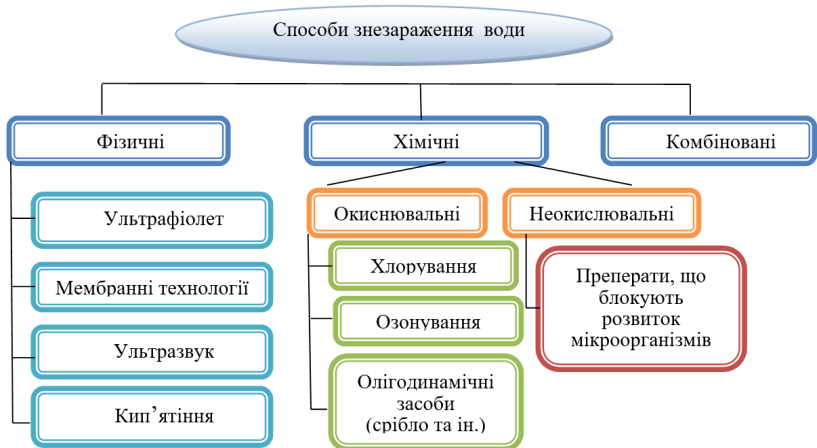 Способи знезараження води
Фізичні
Хімічні
Комбіновані
Ультрафіолет
Мембранні технології
Ультразвук
Кип’ятіння
Окиснювальні
Хлорування
Озонування
Олігодинамічні
засоби
(срібло та ін.)
Неокислювальні
Преперати, що
блокують
розвиток
мікроорганізмів